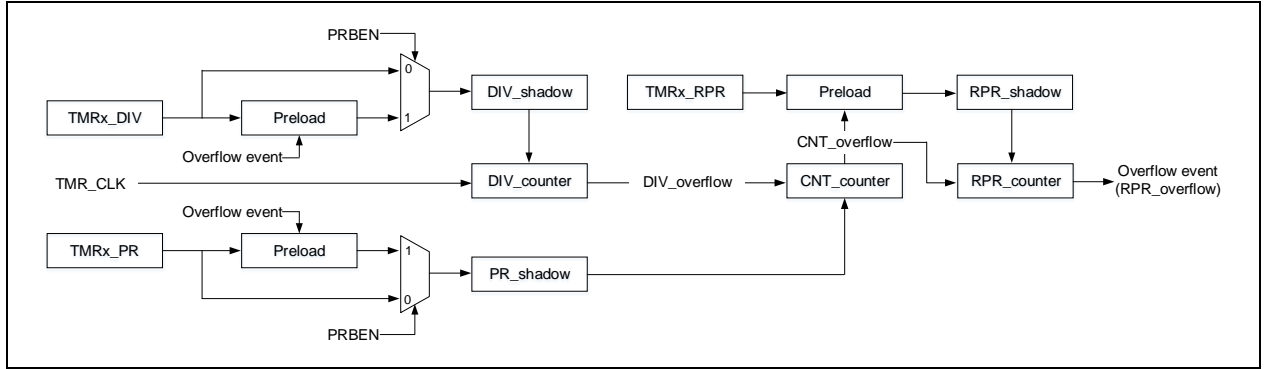 PRBEN
0
DIV_shadow
TMRx_RPR
Preload
RPR_shadow
TMRx_DIV
Preload
1
CNT_overflow
Overflow event
TMR_CLK
DIV_counter
DIV_overflow
CNT_counter
RPR_counter
Overflow event
(RPR_overflow)
Overflow event
TMRx_PR
Preload
1
PR_shadow
0
PRBEN